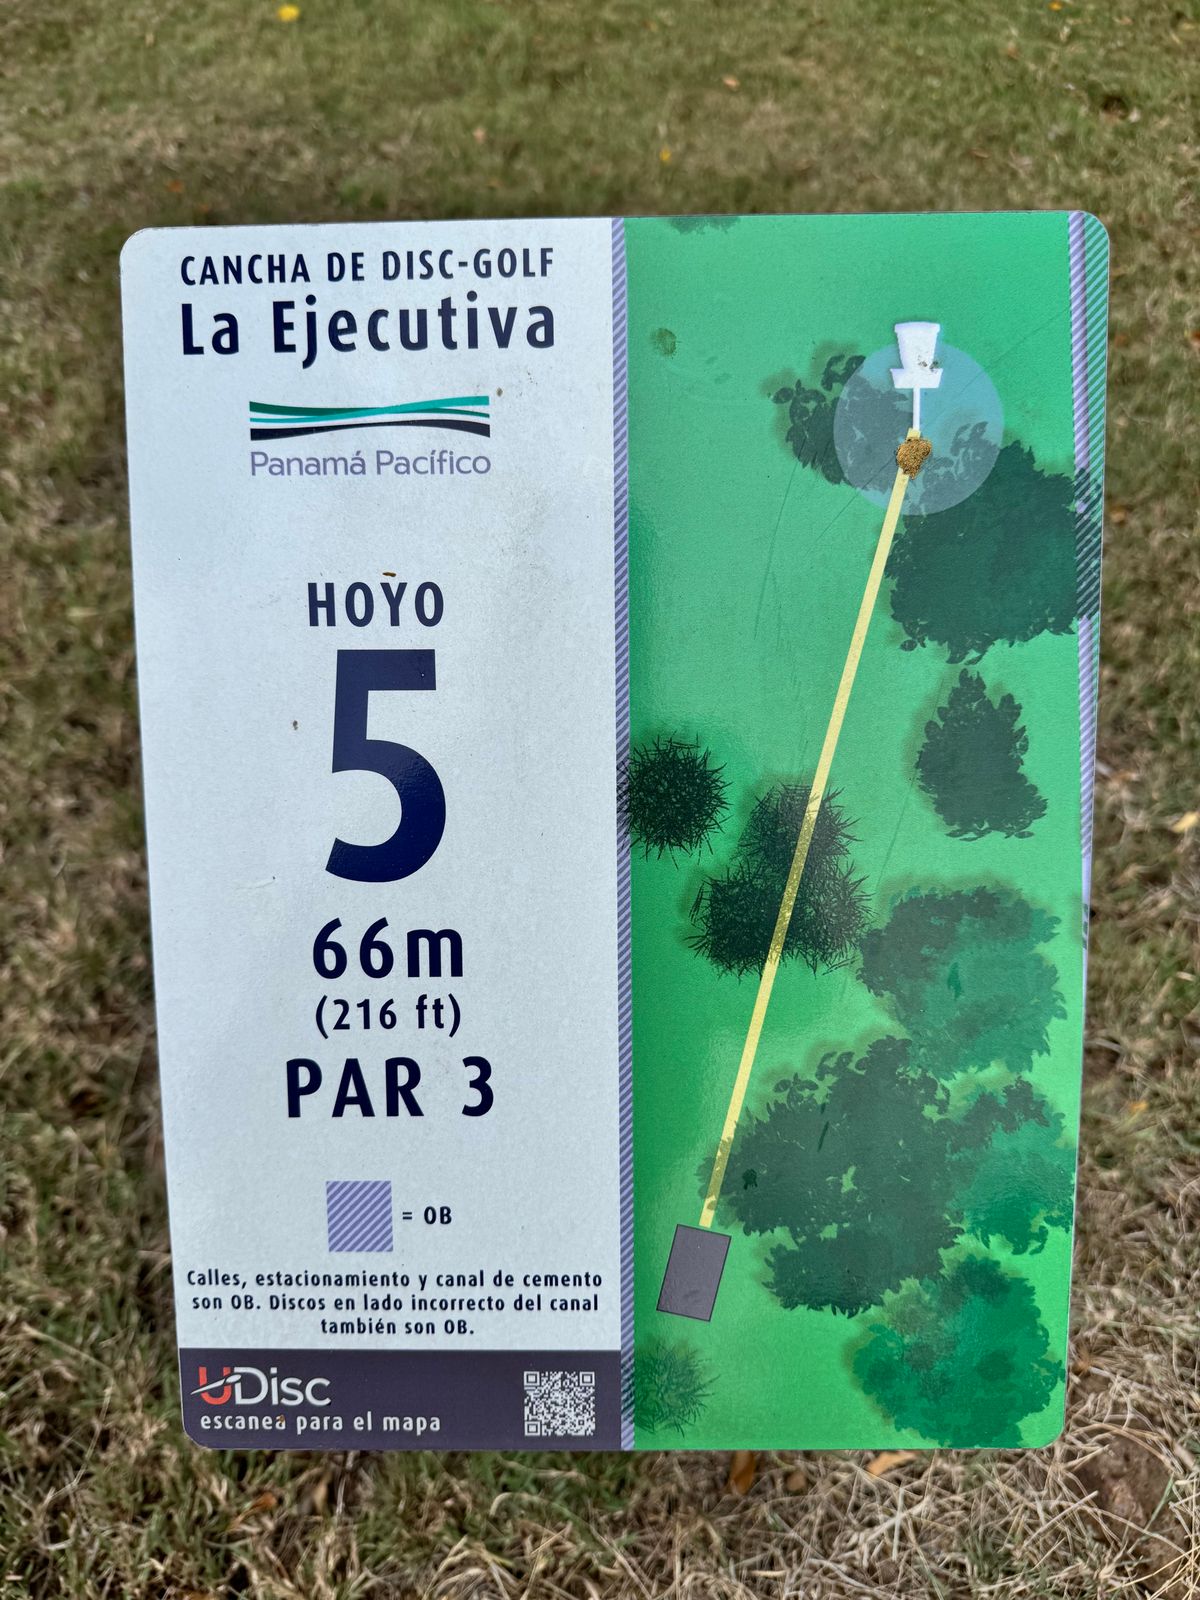 CANCHA DE DISC-GOLF
La Ejecutiva
Panamá Pacífico
HOYO
5
66m
(216 ft)
PAR 3
= OB
Calles, estacionamiento y canal de cemento
son OB. Discos en lado incorrecto del canal
también son OB.
UDisc
escanea para el mapa